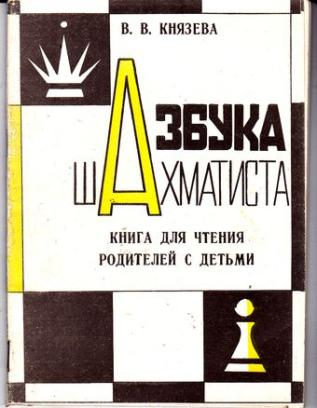 В. В. КНЯЗЕВА
АЗБУКА
ШАХМАТИСТА
КНИГА ДЛЯ ЧТЕНИЯ
РОДИТЕЛЕЙ С ДЕТЬМИ